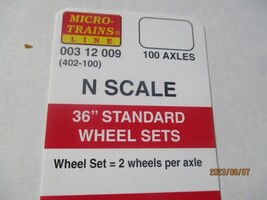 MICRO-
TRAINS®
LINE
003 12 009
(402-100)
100 AXLES
N SCALE
36" STANDARD
WHEEL SETS
Wheel Set = 2 wheels per axle
2023/08/07